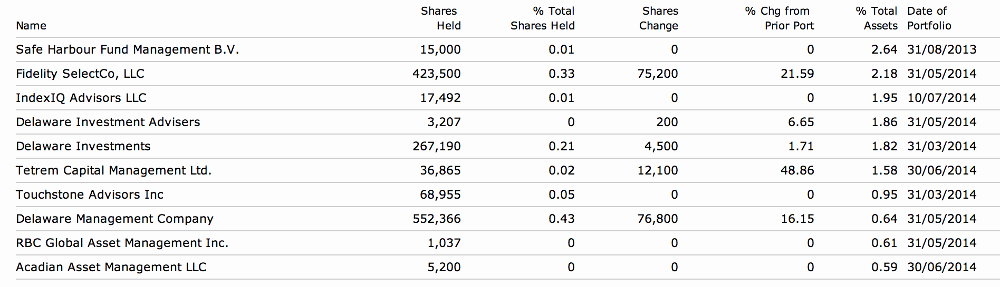 Shares % Total Shares % Chg from % Total Date of
Name Held Shares Held Change Prior Port Assets Portfolio
Safe Harbour Fund Management B.V. 15,000 0.01 0 0 2.64 31/08/2013
Fidelity SelectCo, LLC 423,500 0.33 75,200 21.59 2.18 31/05/2014
IndexIQ Advisors LLC 17,492 0.01 0 0 1.95 10/07/2014
Delaware Investment Advisers 3,207 0 200 6.65 1.86 31/05/2014
Delaware Investments 267,190 0.21 4,500 1.71 1.82 31/03/2014
Tetrem Capital Management Ltd. 36,865 0.02 12,100 48.86 1.58 30/06/2014
Touchstone Advisors Inc 68,955 0.05 0 0 0.95 31/03/2014
Delaware Management Company 552,366 0.43 76,800 16.15 0.64 31/05/2014
RBC Global Asset Management Inc. 1,037 0 0 0 0.61 31/05/2014
Acadian Asset Management LLC 5,200 0 0 0 0.59 30/06/2014